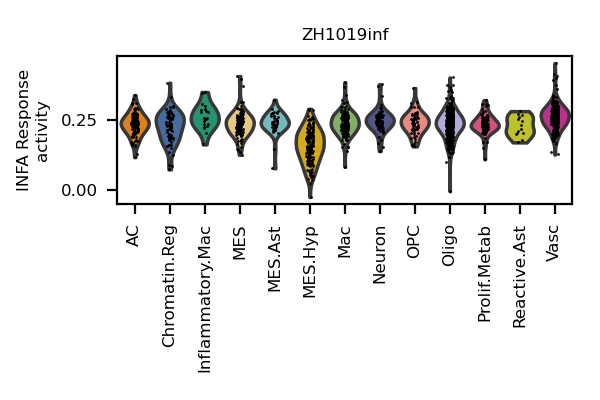 ZH1019inf
INFA Response
activity
0.25
0.00
AC
Chromatin.Reg
Inflammatory.Mac
MES
MES.Ast
MES.Hyp
Mac
Neuron
OPC
Oligo
Prolif.Metab
Reactive.Ast
Vasc